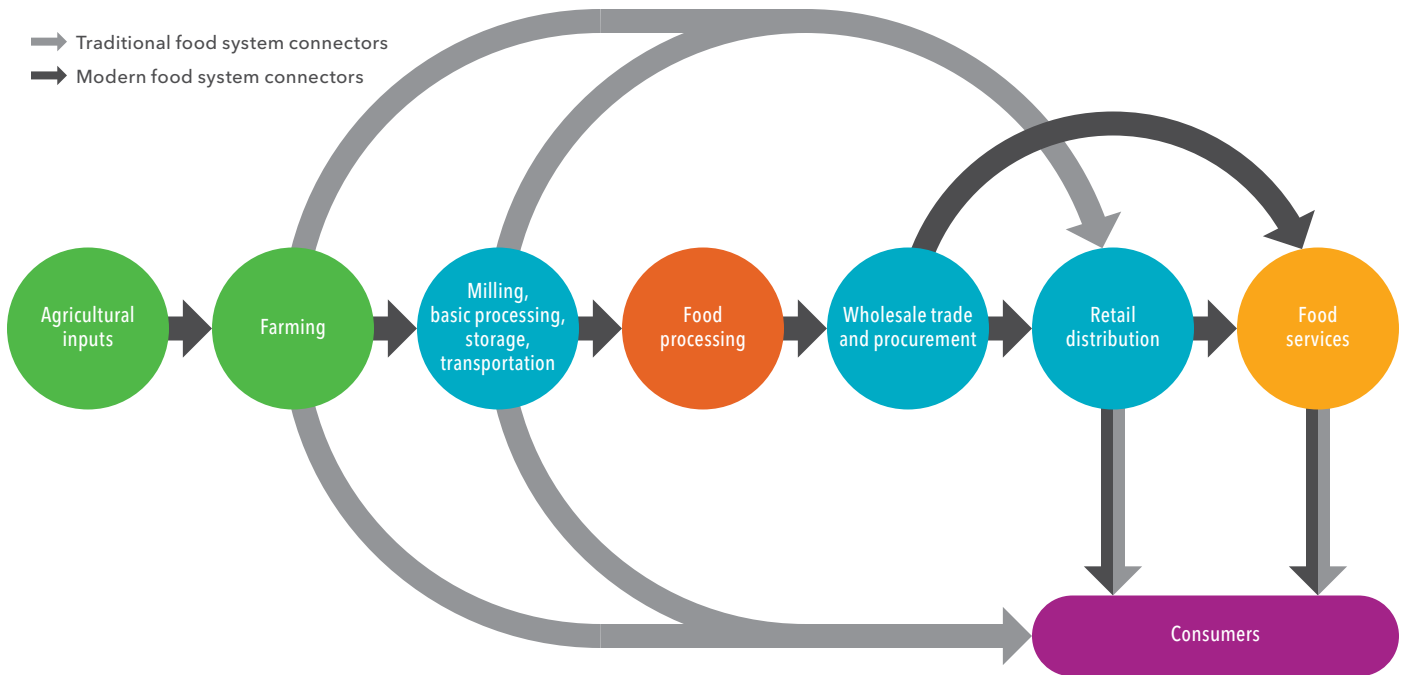 Traditional food system connectors
Modern food system connectors
Agricultural
inputs
Farming
Milling,
basic processing,
storage,
transportation
Food
processing
Wholesale trade
and procurement
Retail
distribution
Food
services
Consumers